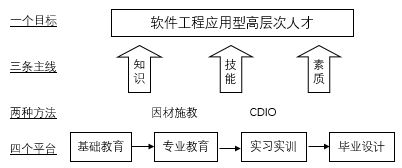 一个目标
软件工程应用型高层次人才
三条主线
知识
技能
素质
两种方法
因材施教
CDIO
四个平台
基础教育
专业教育
实习实训
毕业设计